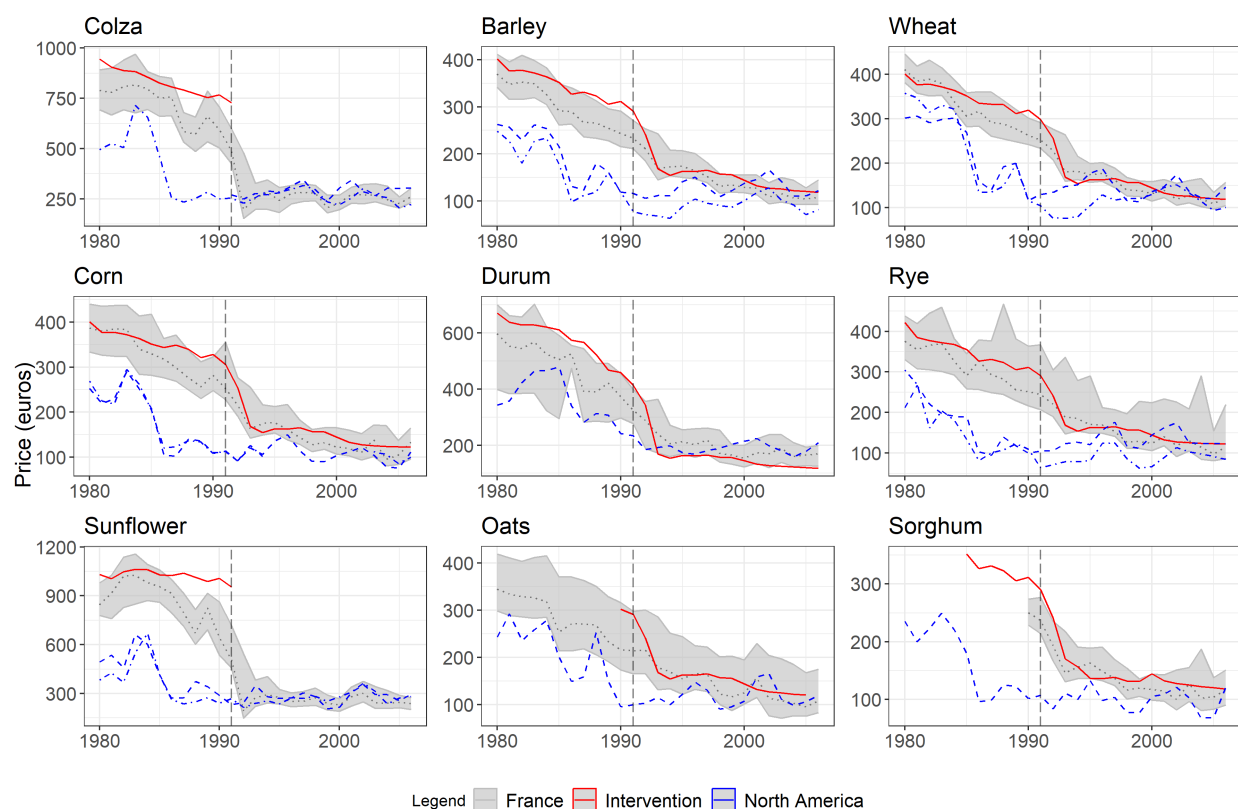 Colza
Barley
Wheat
1000
750
500
250
1980 1990 2000
400
300
200
100
1980 1990 2000
400
300
200
100
1980 1990 2000
Corn
Durum
Rye
Price (euros)
400
300
200
100
1980 1990 2000
600
400
200
1980 1990 2000
400
300
200
100
1980 1990 2000
Sunflower
Oats
Sorghum
1200
900
600
300
1980 1990 2000
400
300
200
100
1980 1990 2000
300
200
100
1980 1990 2000
Legend France Intervention North America